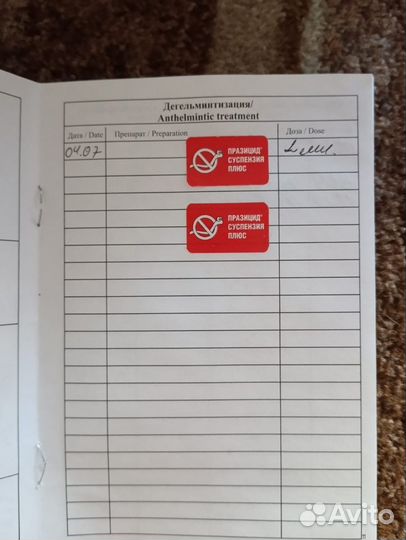 Дегельминтизация/
Anthelmintic treatment
Дата / Date Препарат / Preparation Доза / Dose
04.07
ПРАЗИЦИД®
СУСПЕНЗИЯ
ПЛЮС
ПРАЗИЦИД®
СУСПЕНЗИЯ
ПЛЮС
Avito